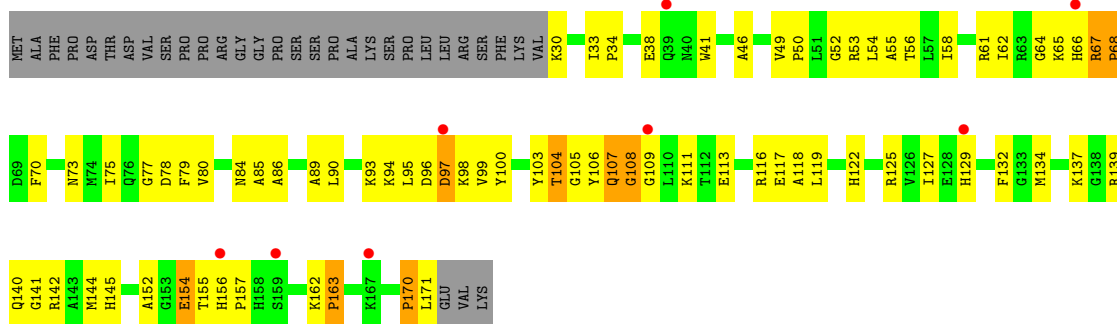 MET ALA PHE PRO ASP THR ASP VAL SER PRO PRO ARG GLY GLY PRO SER SER PRO ALA LYS SER PRO LEU LEU ARG SER PHE LYS VAL K30 I33 P34 E38 Q39 N40 W41 A46 V49 P50 L51 G52 R53 L54 A55 T56 L57 I58 R61 I62 R63 G64 K65 H66 R67 P68
D69 F70 N73 M74 I75 Q76 G77 D78 F79 V80 N84 A85 A86 A89 L90 K93 K94 L95 D96 D97 K98 V99 Y100 Y103 T104 G105 Y106 Q107 G108 G109 L110 K111 T112 E113 R116 E117 A118 L119 H122 R125 V126 I127 E128 H129 F132 G133 M134 K137 G138 R139
Q140 G141 R142 A143 M144 H145 A152 G153 E154 T155 H156 P157 H158 S159 K162 P163 K167 P170 L171 GLU VAL LYS